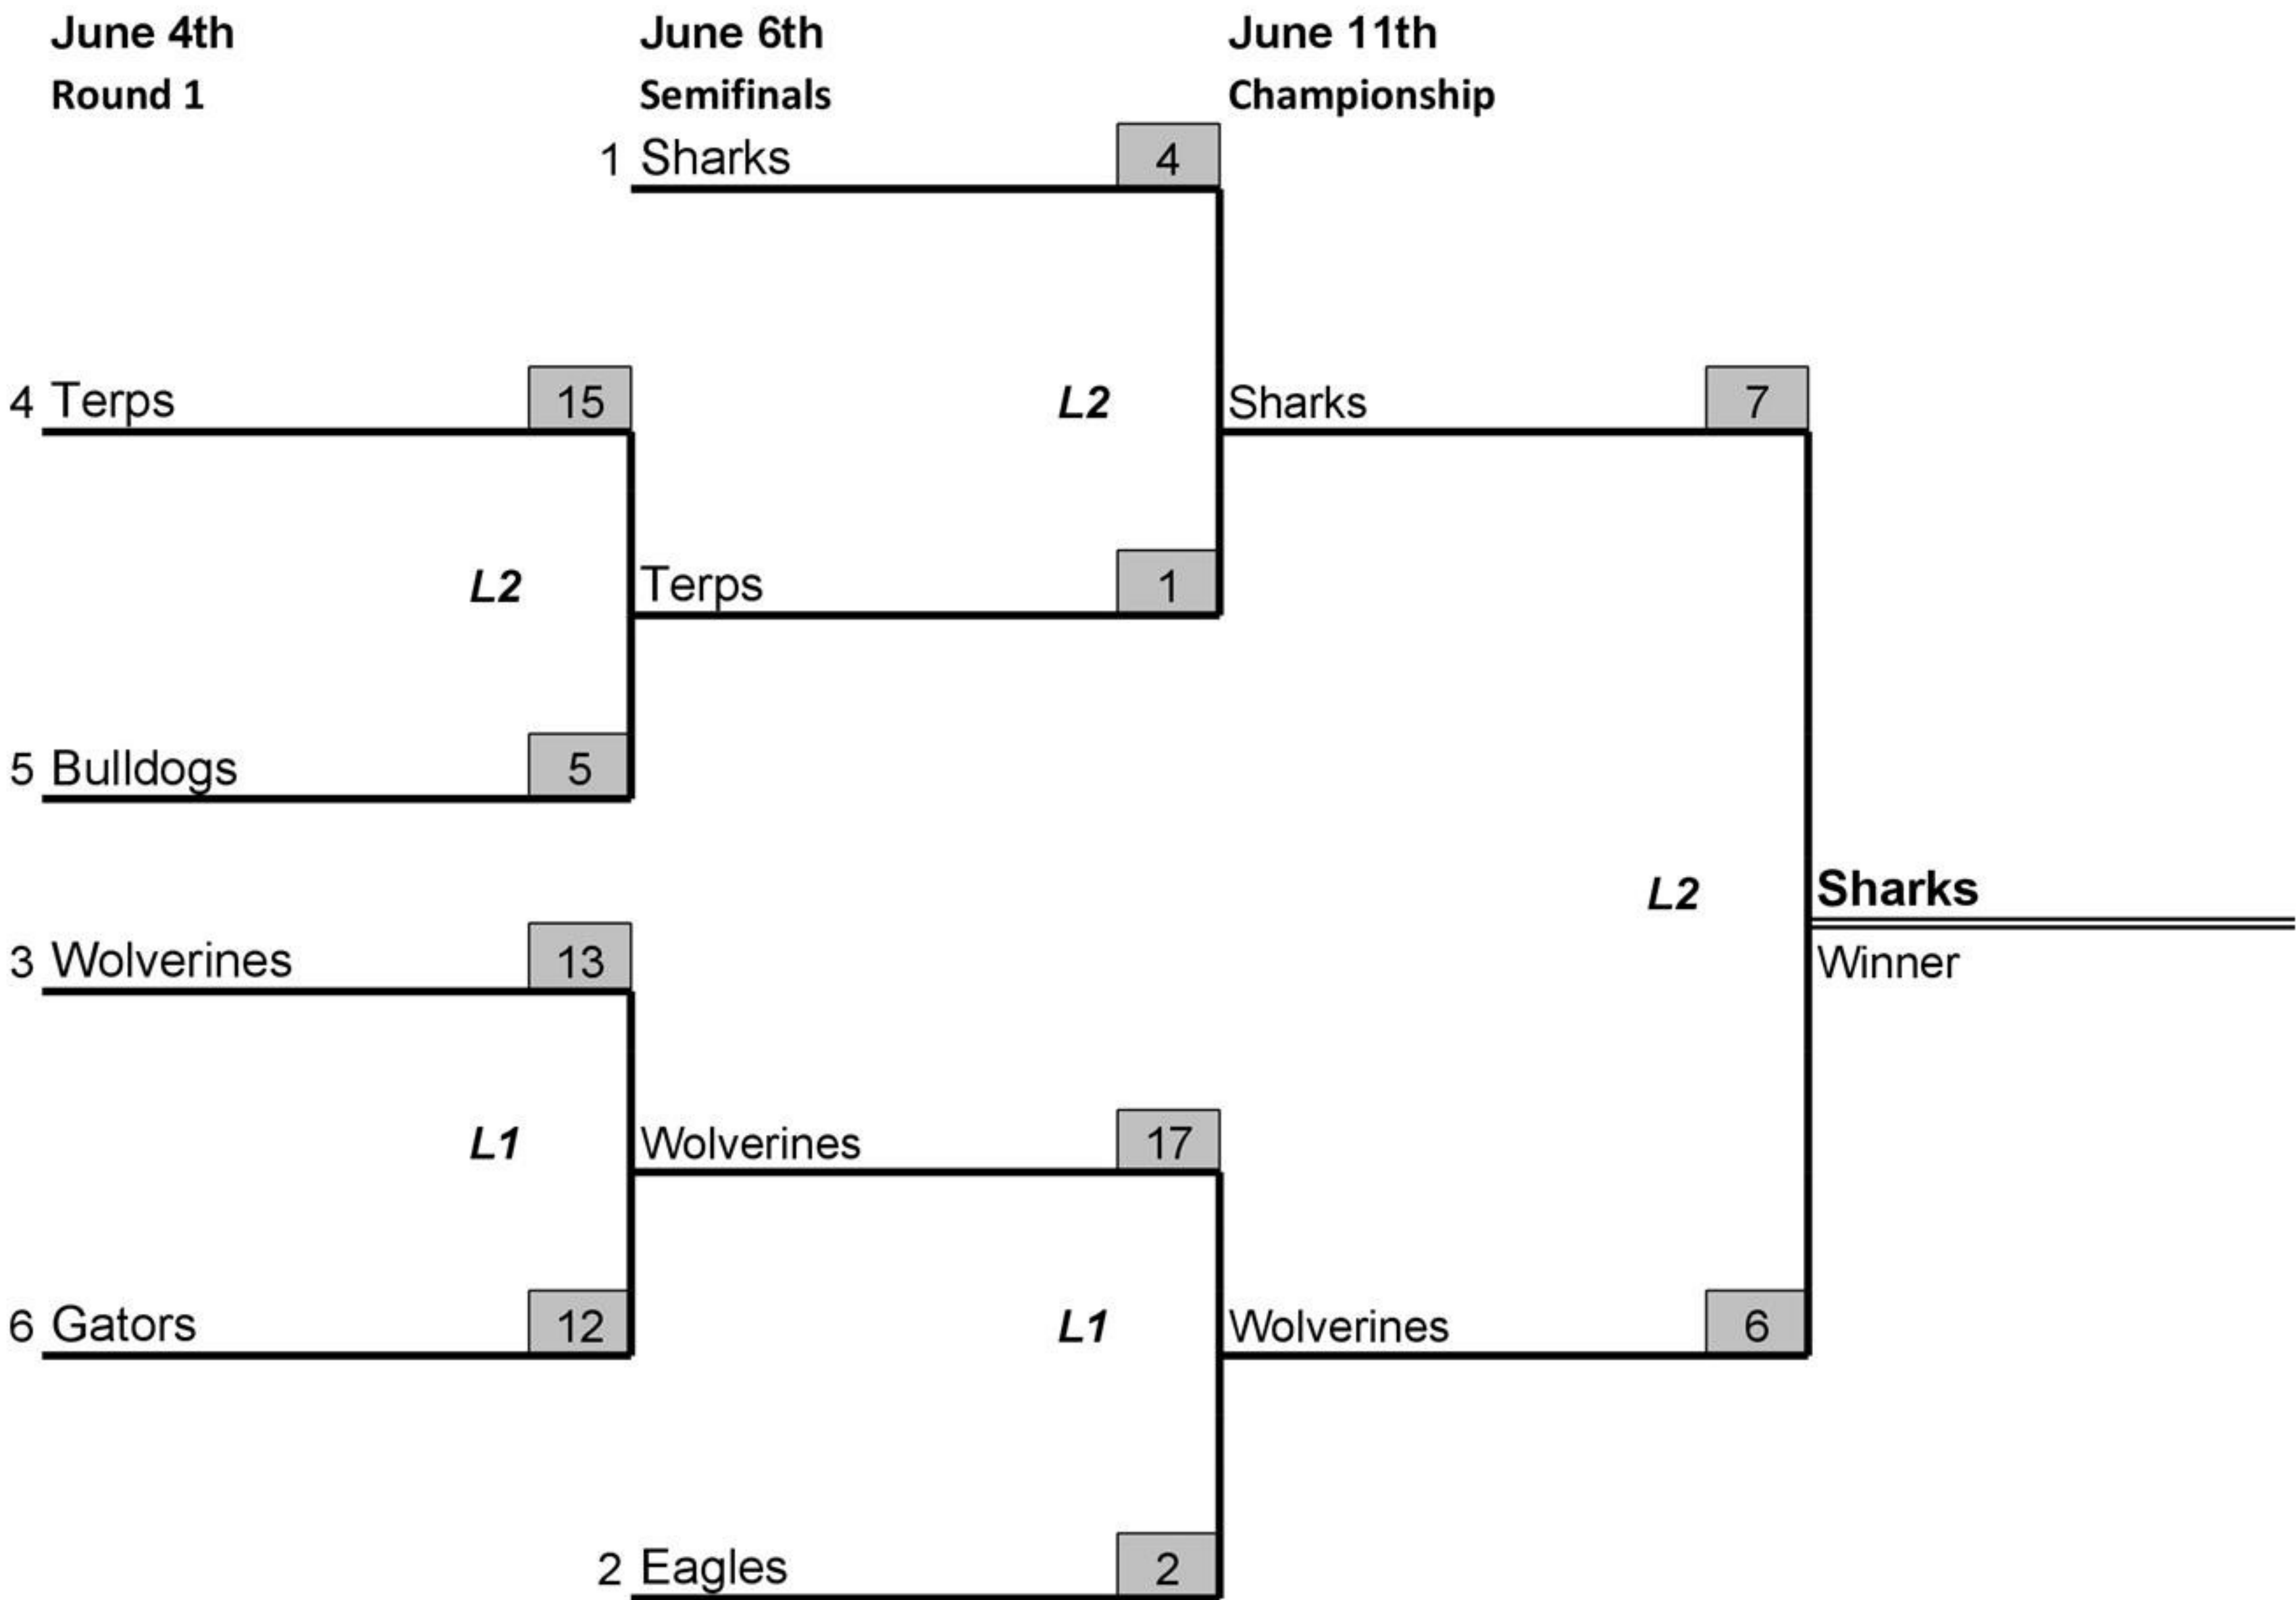 June 4th June 6th June 11th
Round 1 Semifinals Championship
1 Sharks 4
4 Terps 15 L2 Sharks 7
L2 Terps 1
5 Bulldogs 5
L2 Sharks
3 Wolverines 13 Winner
L1 Wolverines 17
6 Gators 12 L1 Wolverines 6
2 Eagles 2